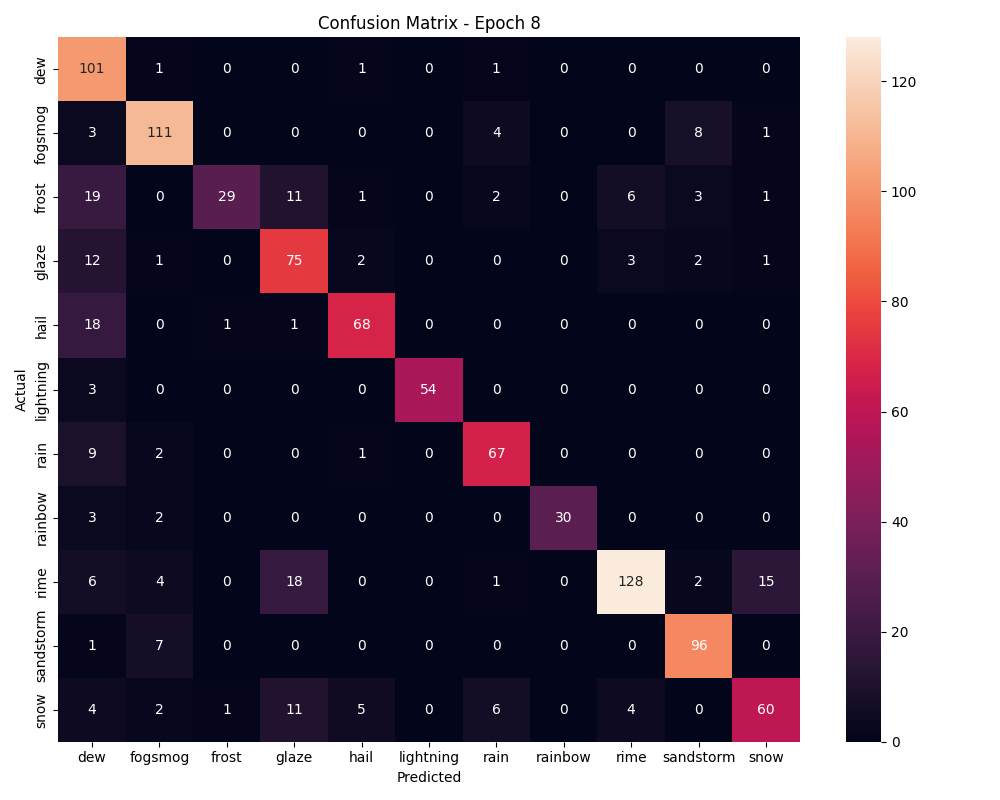 Confusion Matrix - Epoch 8
Actual
dew 101 1 0 0 1 0 1 0 0 0 0
fogsmog 3 111 0 0 0 0 4 0 0 8 1
frost 19 0 29 11 1 0 2 0 6 3 1
glaze 12 1 0 75 2 0 0 0 3 2 1
hail 18 0 1 1 68 0 0 0 0 0 0
lightning 3 0 0 0 0 54 0 0 0 0 0
rain 9 2 0 0 1 0 67 0 0 0 0
rainbow 3 2 0 0 0 0 0 30 0 0 0
rime 6 4 0 18 0 0 1 0 128 2 15
sandstorm 1 7 0 0 0 0 0 0 0 96 0
snow 4 2 1 11 5 0 6 0 4 0 60
dew fogsmog frost glaze hail lightning rain rainbow rime sandstorm snow
Predicted
120
100
80
60
40
20
0